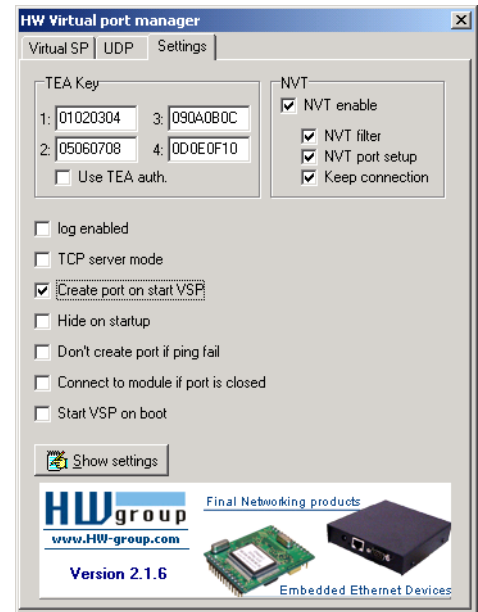 HW Virtual port manager
Virtual SP UDP Settings
TEA Key
1: 01020304 3: 090A0B0C
2: 05060708 4: 0D0E0F10
Use TEA auth.
NVT
NVT enable
NVT filter
NVT port setup
Keep connection
log enabled
TCP server mode
Create port on start VSP
Hide on startup
Don't create port if ping fail
Connect to module if port is closed
Start VSP on boot
Show settings
HW group
www.HW-group.com
Version 2.1.6
Final Networking products
Embedded Ethernet Devices